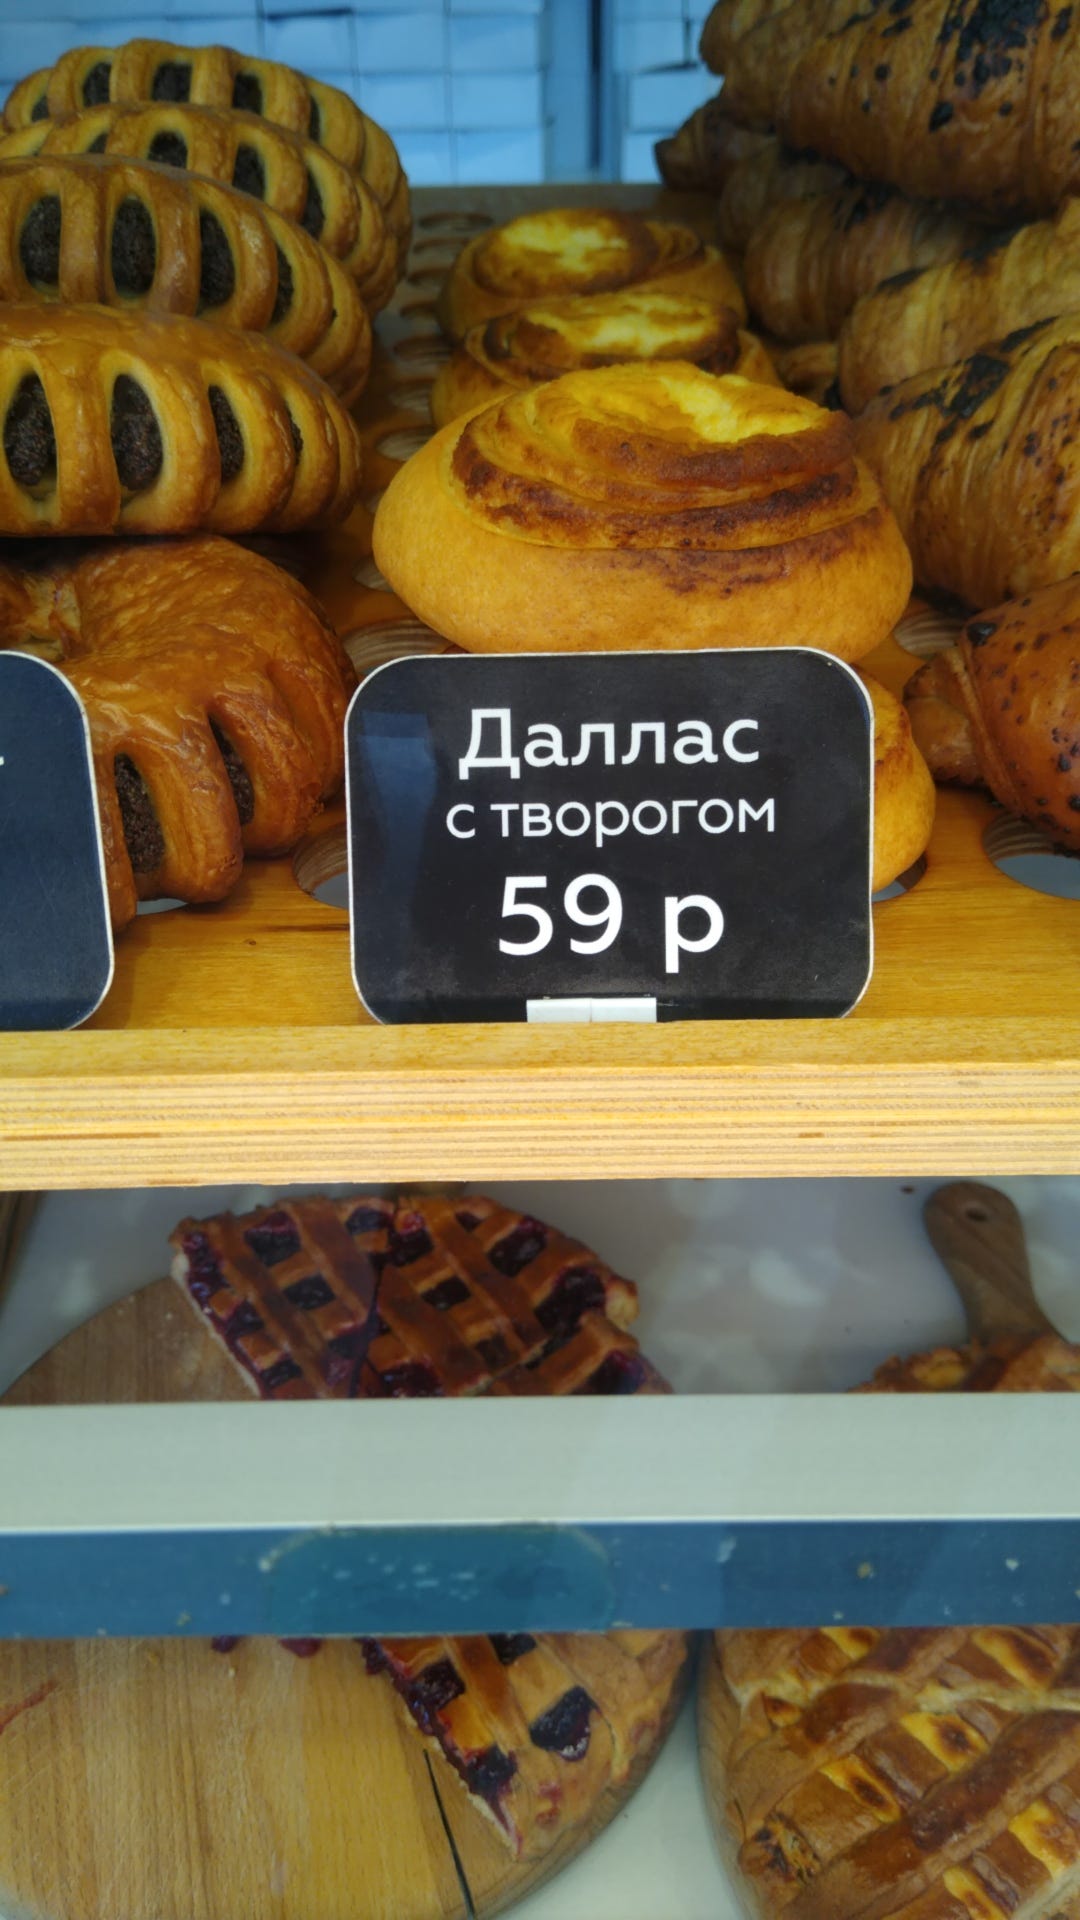 Даллас
с творогом
59 р